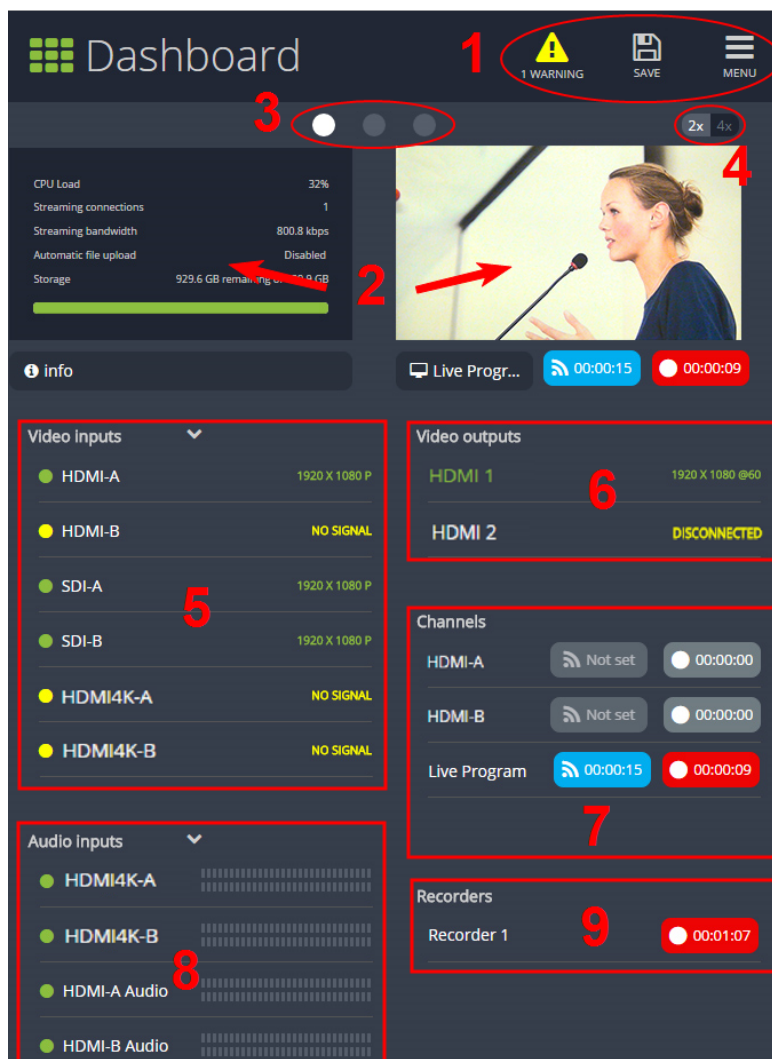 Dashboard
1
1 WARNING
SAVE
MENU
3
2x 4x
4
CPU Load 32%
Streaming connections 1
Streaming bandwidth 800.8 kbps
Automatic file upload Disabled
Storage 929.6 GB remaining GB
2
info
Live Progr... 00:00:15 00:00:09
Video inputs
HDMI-A 1920 X 1080 P
HDMI-B NO SIGNAL
SDI-A 1920 X 1080 P
5
SDI-B 1920 X 1080 P
HDMI4K-A NO SIGNAL
HDMI4K-B NO SIGNAL
Video outputs
HDMI 1 1920 X 1080 @60
6
HDMI 2 DISCONNECTED
Channels
HDMI-A Not set 00:00:00
HDMI-B Not set 00:00:00
Live Program 00:00:15 00:00:09
7
Audio inputs
HDMI4K-A
HDMI4K-B
8
HDMI-A Audio
HDMI-B Audio
Recorders
Recorder 1 00:01:07
9